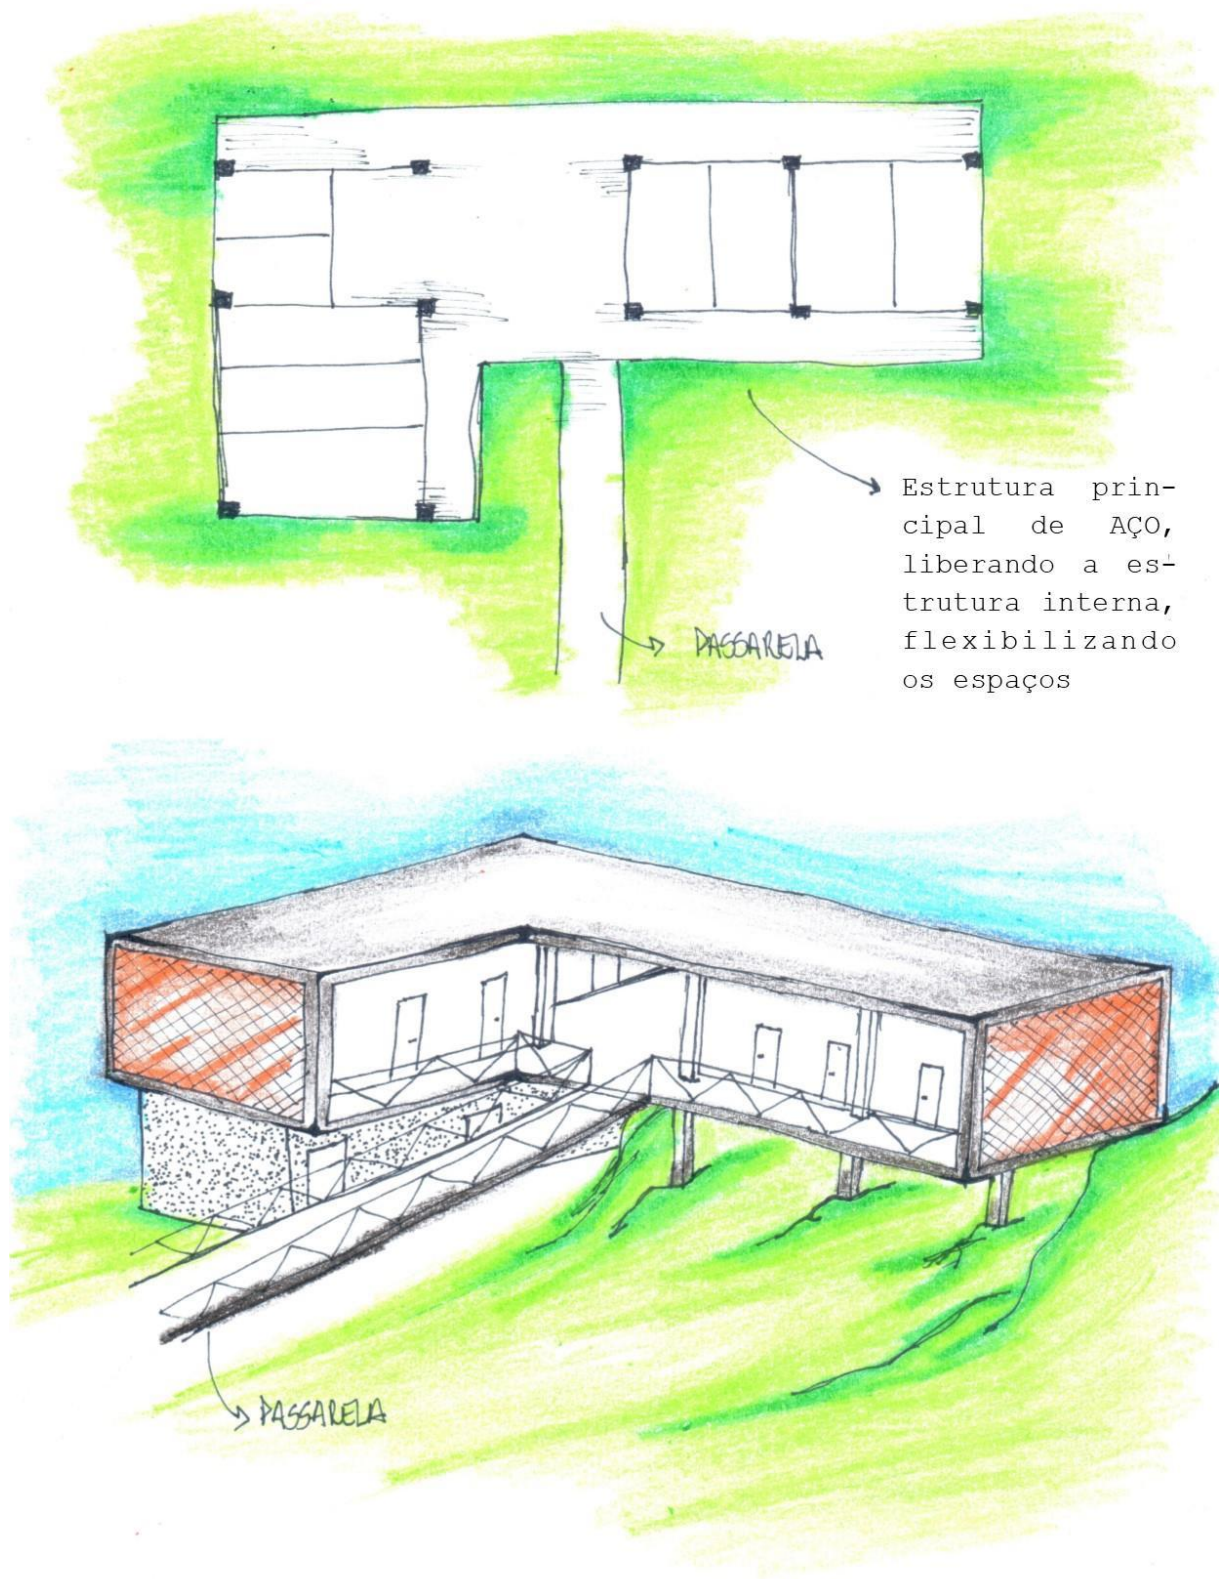 Estrutura prin-
cipal de AÇO,
liberando a es-
trutura interna,
flexibilizando
os espaços
PASSARELA
PASSARELA